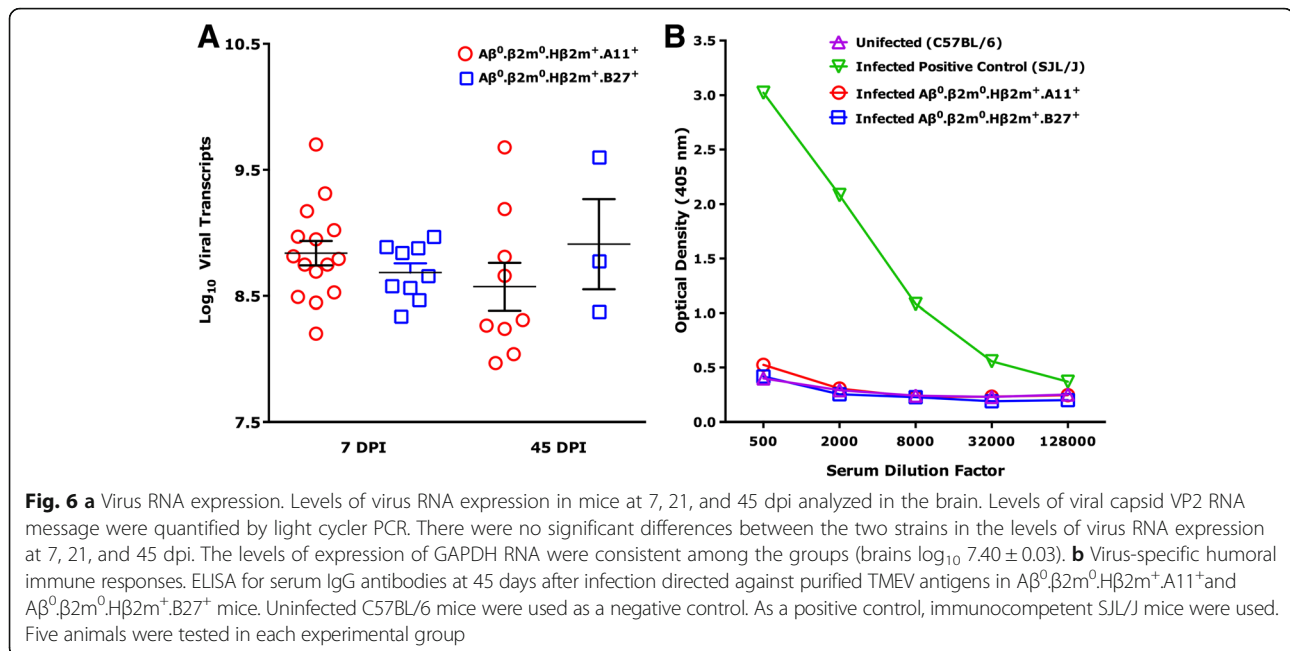 A
10.5
9.5
8.5
7.5
Log₁₀ Viral Transcripts
Aβ⁰.β2m⁰.Hβ2m⁺.A11⁺
Aβ⁰.β2m⁰.Hβ2m⁺.B27⁺
7 DPI
45 DPI
B
3.5
3.0
2.5
2.0
1.5
1.0
0.5
0.0
Optical Density (405 nm)
Uninfected (C57BL/6)
Infected Positive Control (SJL/J)
Infected Aβ⁰.β2m⁰.Hβ2m⁺.A11⁺
Infected Aβ⁰.β2m⁰.Hβ2m⁺.B27⁺
500
2000
8000
32000
128000
Serum Dilution Factor
Fig. 6 a Virus RNA expression. Levels of virus RNA expression in mice at 7, 21, and 45 dpi analyzed in the brain. Levels of viral capsid VP2 RNA
message were quantified by light cycler PCR. There were no significant differences between the two strains in the levels of virus RNA expression
at 7, 21, and 45 dpi. The levels of expression of GAPDH RNA were consistent among the groups (brains log₁₀ 7.40 ± 0.03). b Virus-specific humoral
immune responses. ELISA for serum IgG antibodies at 45 days after infection directed against purified TMEV antigens in Aβ⁰.β2m⁰.Hβ2m⁺.A11⁺and
Aβ⁰.β2m⁰.Hβ2m⁺.B27⁺ mice. Uninfected C57BL/6 mice were used as a negative control. As a positive control, immunocompetent SJL/J mice were used.
Five animals were tested in each experimental group